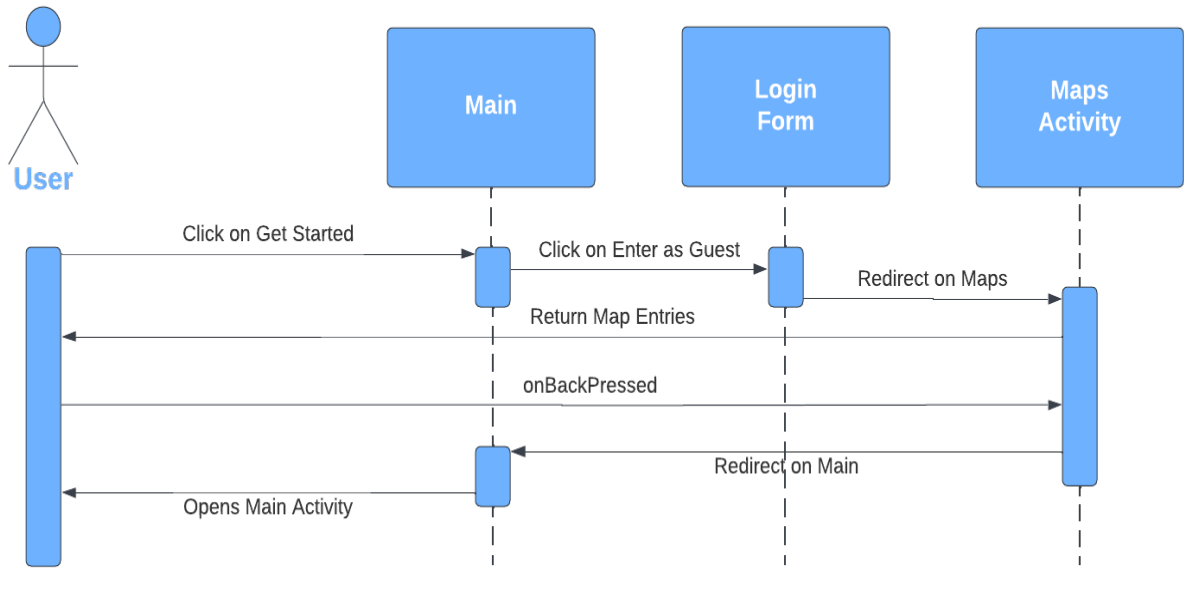 Main
Login
Form
Maps
Activity
User
Click on Get Started
Click on Enter as Guest
Redirect on Maps
Return Map Entries
onBackPressed
Redirect on Main
Opens Main Activity